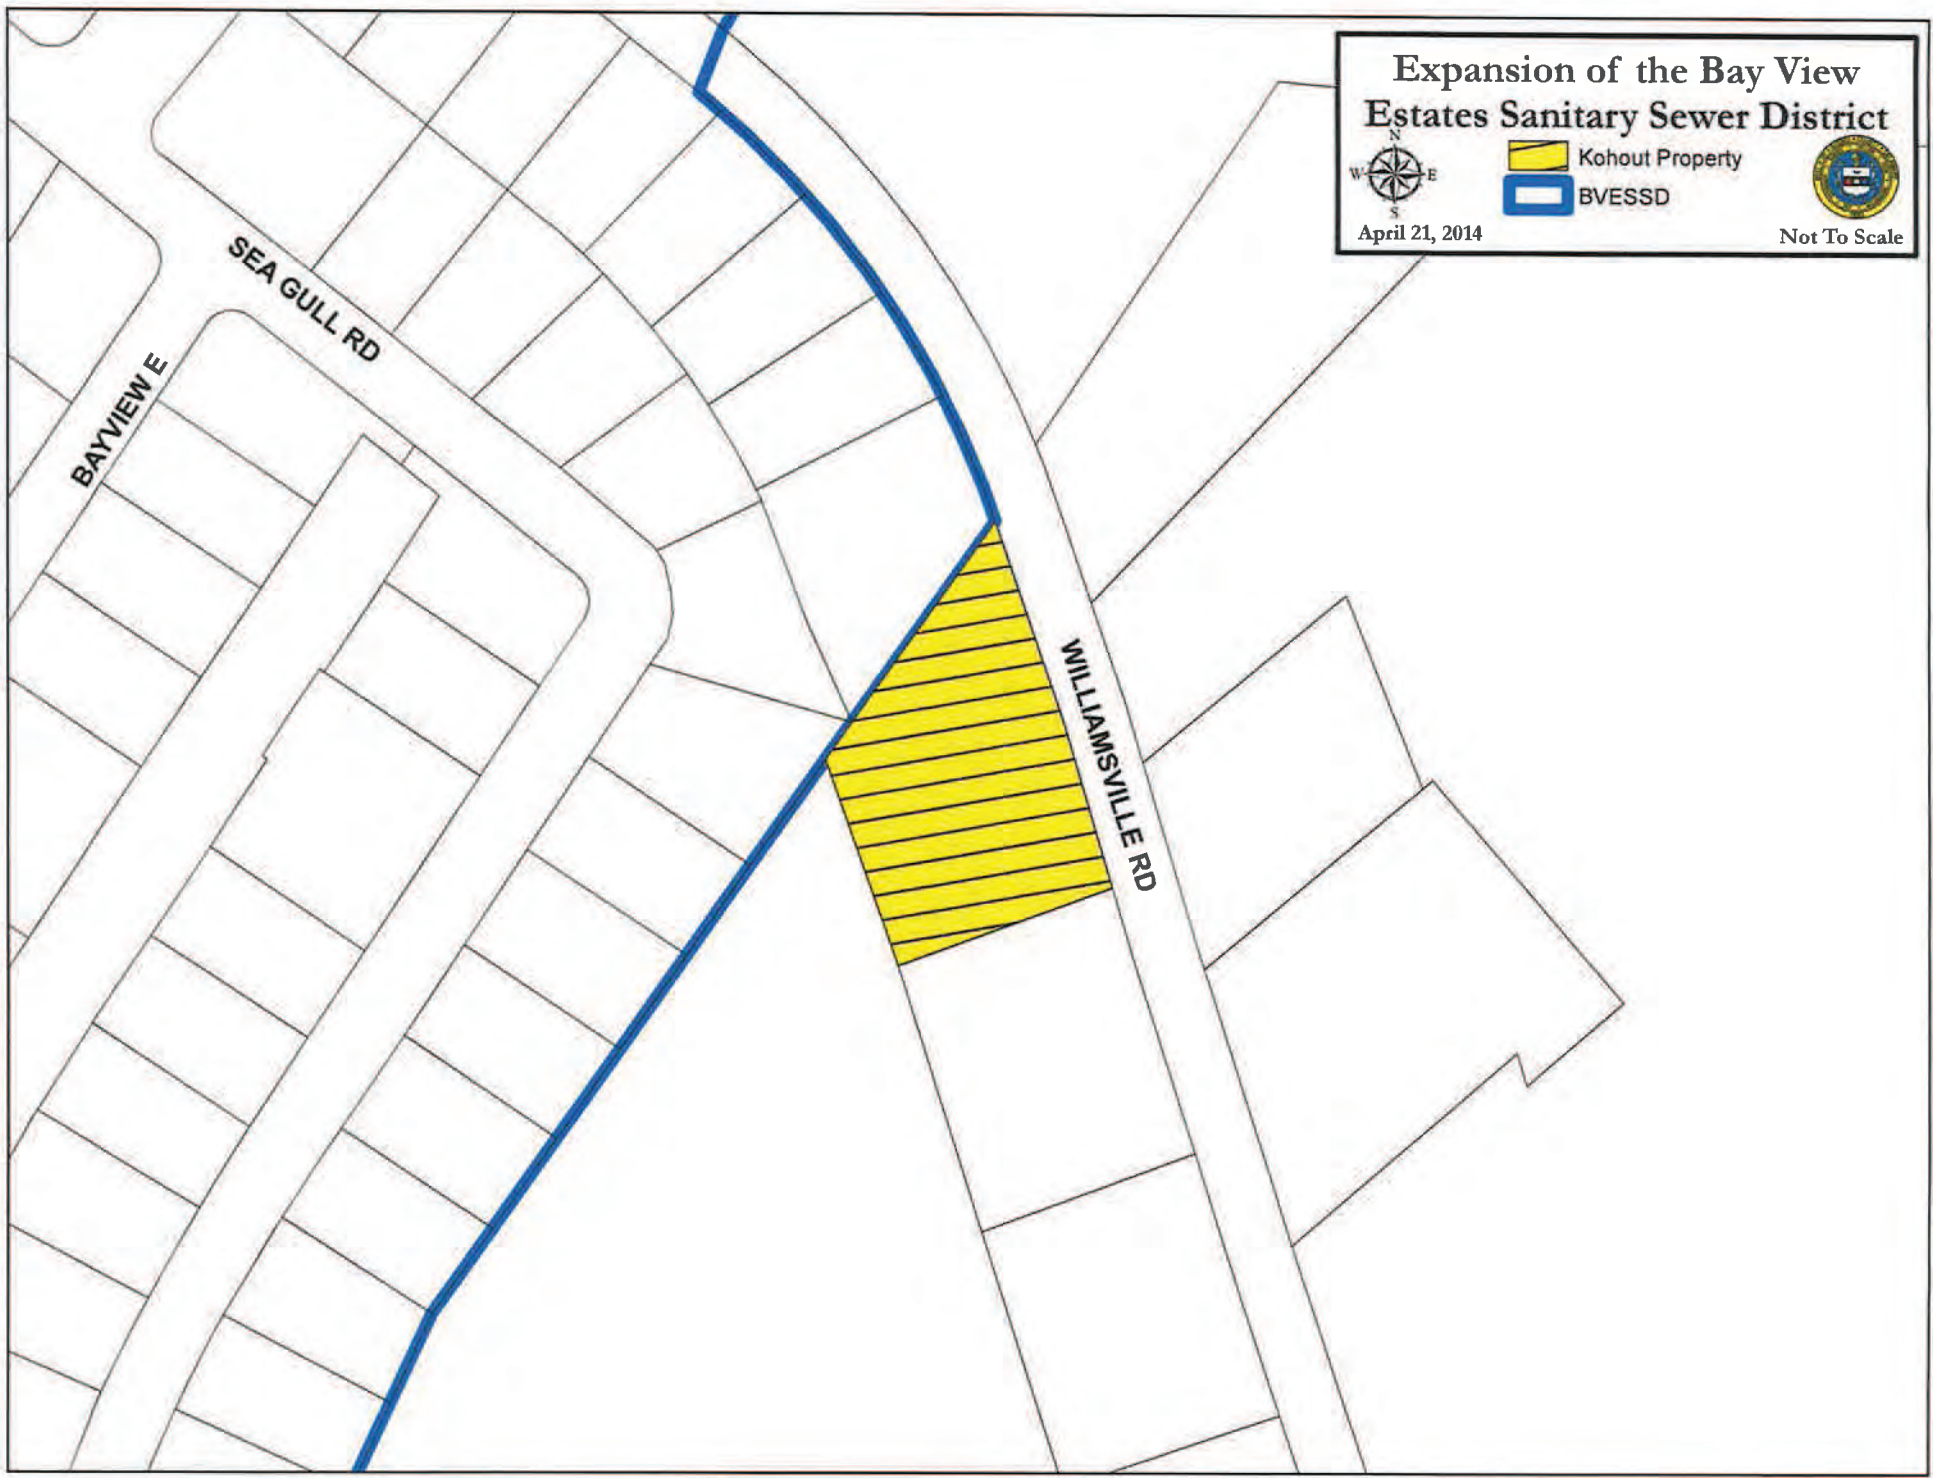 Expansion of the Bay View
Estates Sanitary Sewer District
N
W E
S
Kohout Property
BVESSD
April 21, 2014
Not To Scale
SEA GULL RD
BAYVIEW E
WILLIAMSVILLE RD